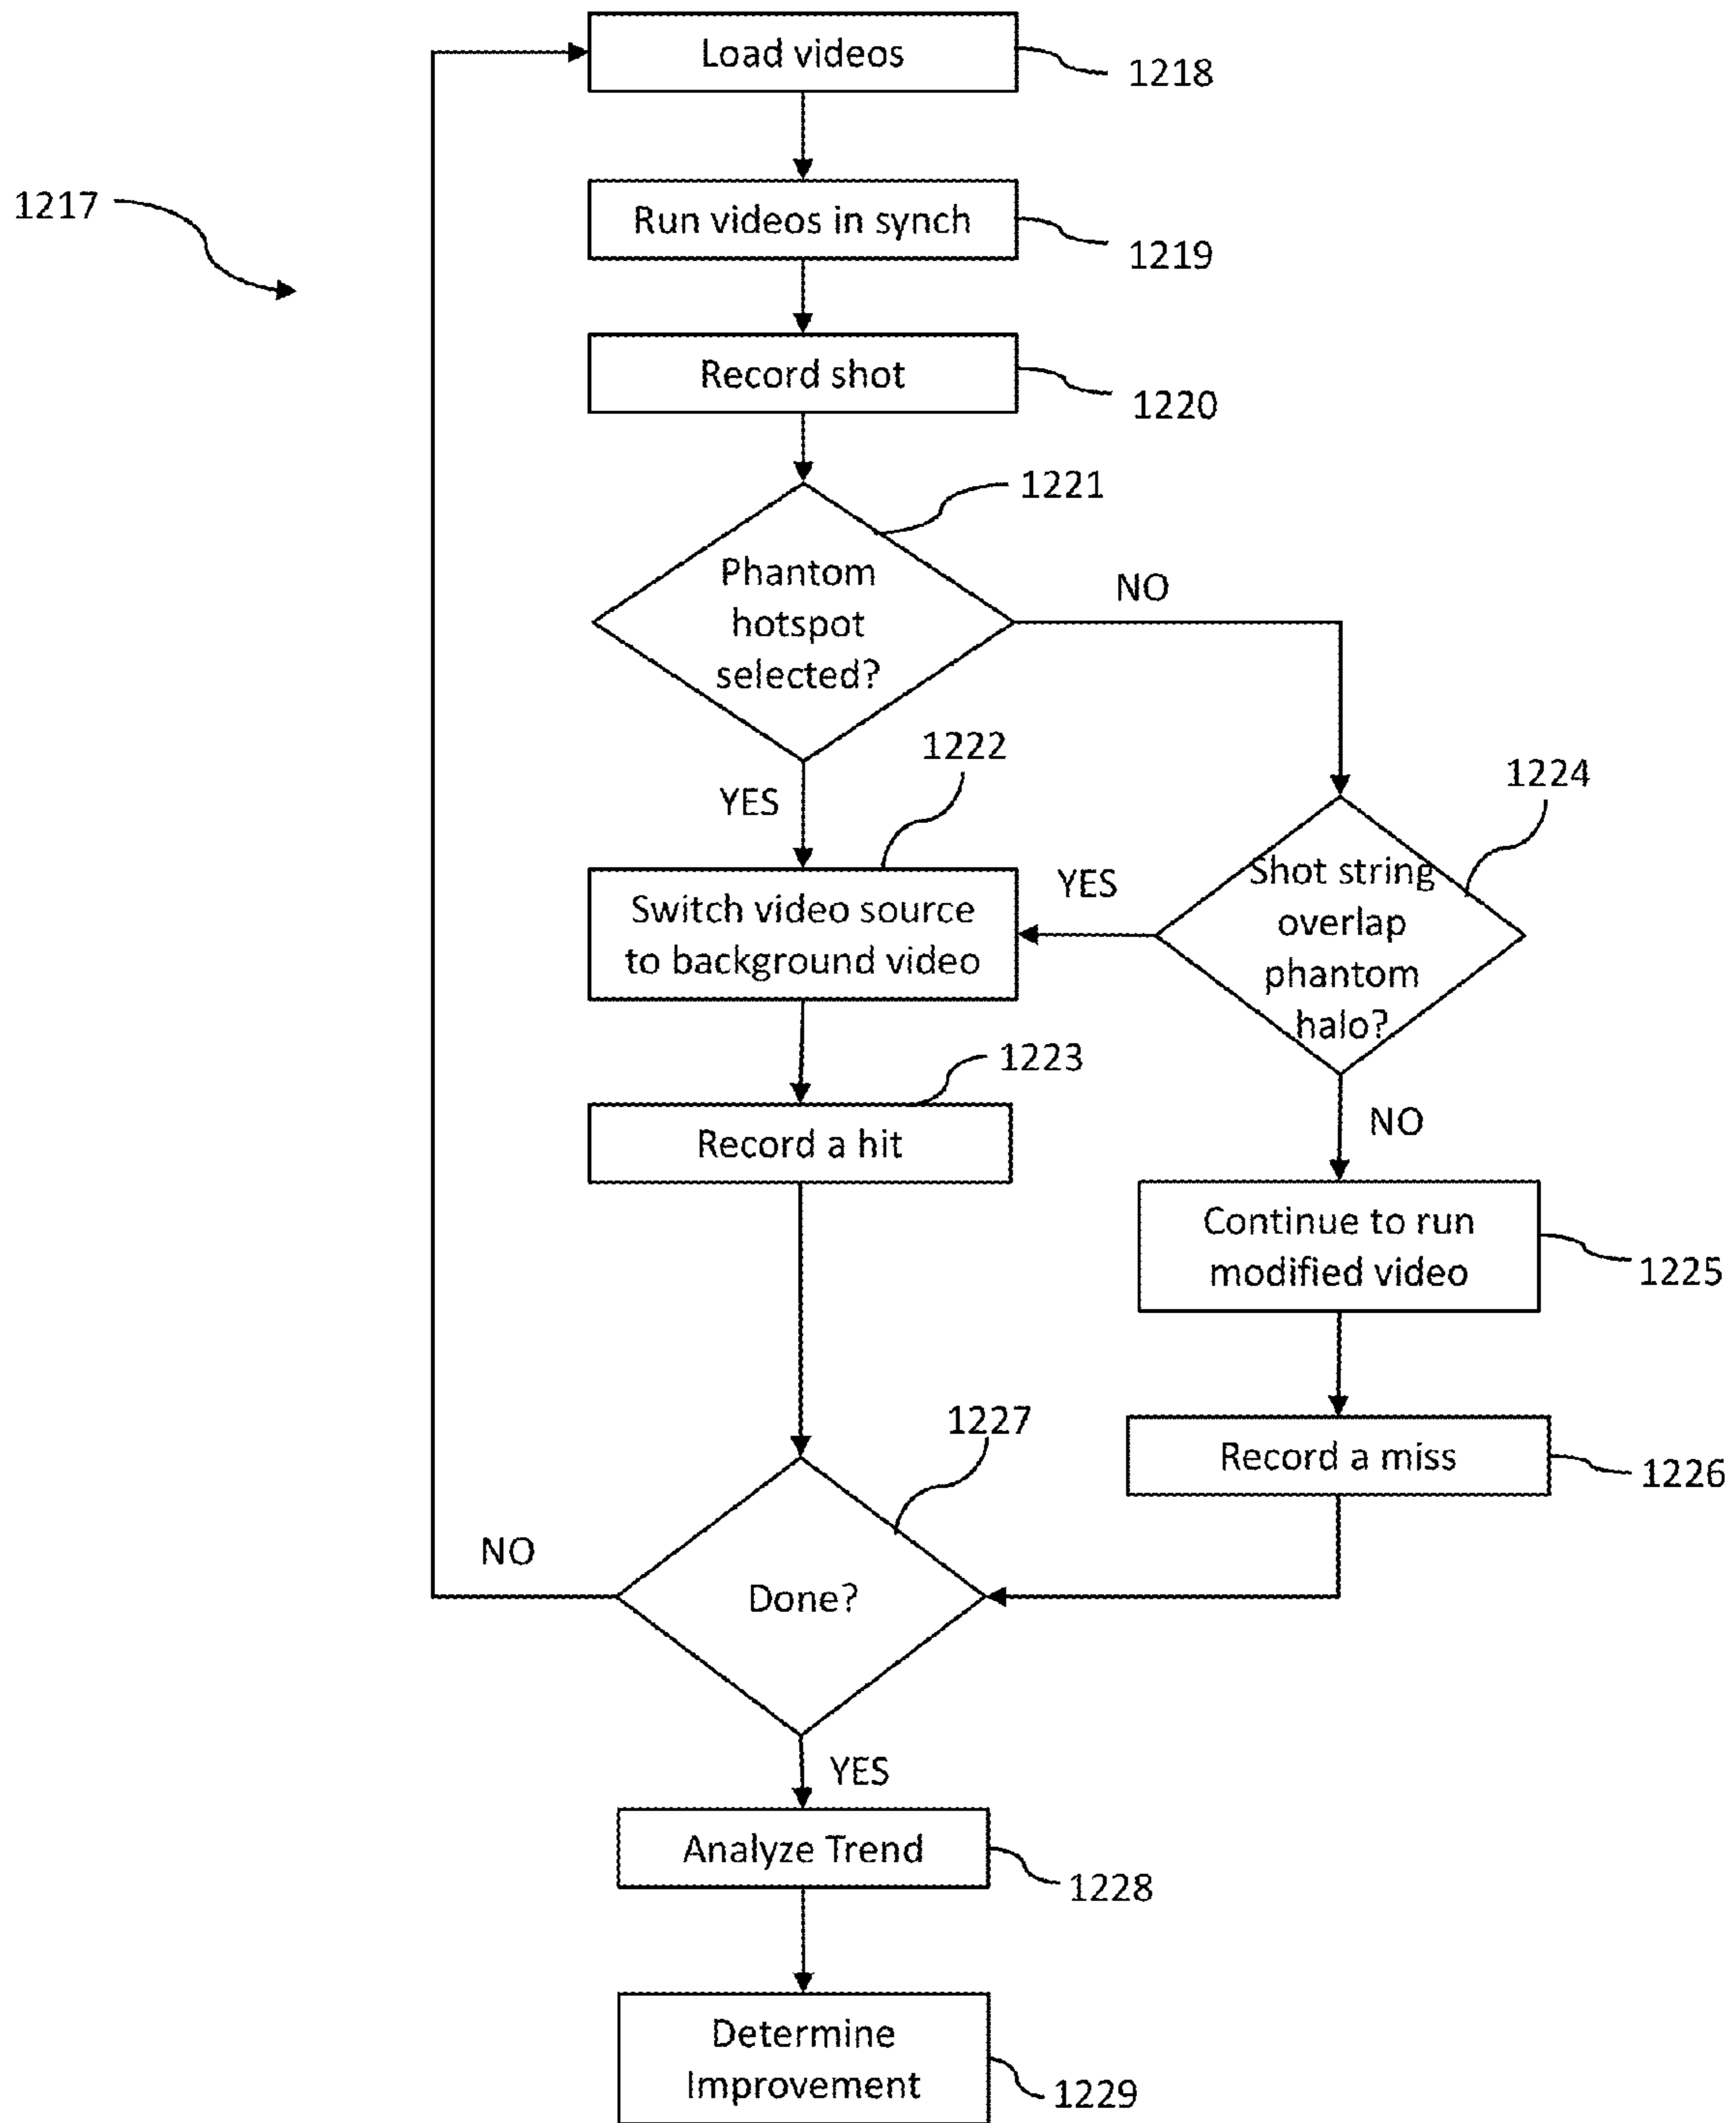 Load videos
1218
1217
Run videos in synch
1219
Record shot
1220
1221
Phantom
hotspot
selected?
NO
YES
1222
1224
Switch video source
to background video
YES
Shot string
overlap
phantom
halo?
1223
Record a hit
NO
Continue to run
modified video
1225
1227
Record a miss
1226
NO
Done?
YES
Analyze Trend
1228
Determine
Improvement
1229